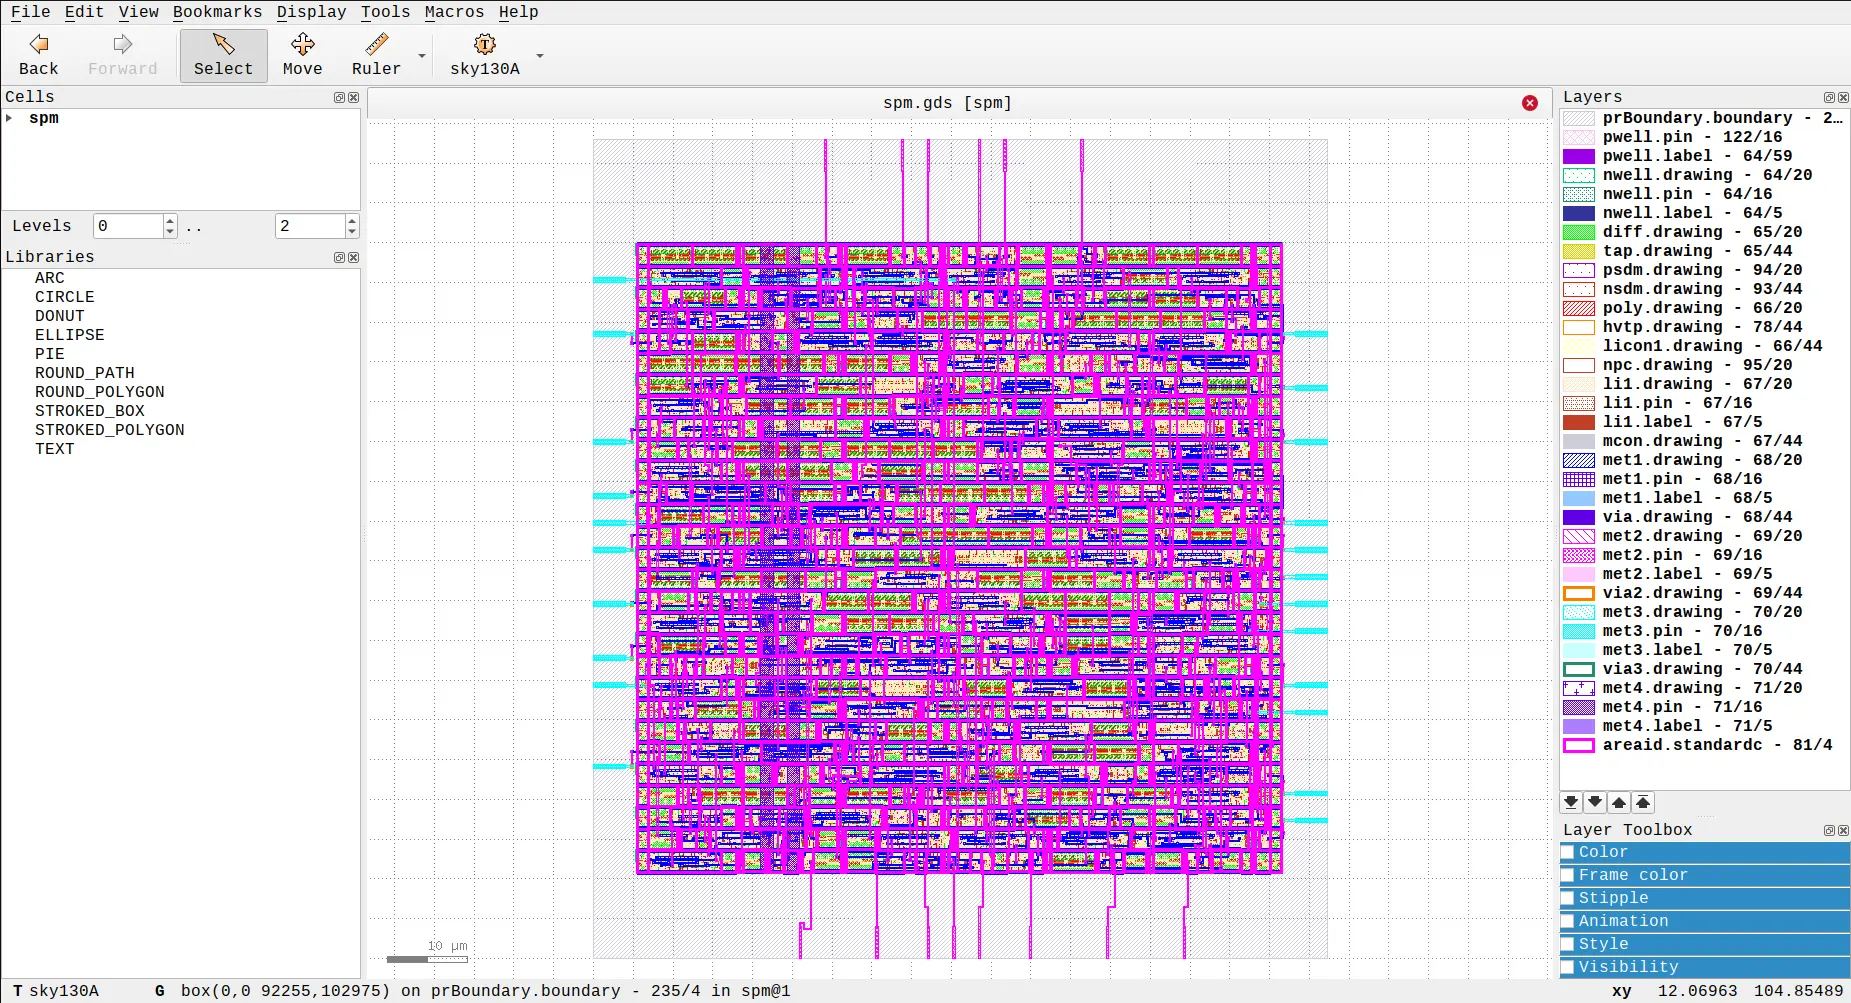 File Edit View Bookmarks Display Tools Macros Help
Back Forward Select Move Ruler sky130A
Cells
spm
Levels 0 .. 2
Libraries
ARC
CIRCLE
DONUT
ELLIPSE
PIE
ROUND_PATH
ROUND_POLYGON
STROKED_BOX
STROKED_POLYGON
TEXT
spm.gds [spm]
10 µm
Layers
prBoundary.boundary - 2…
pwell.pin - 122/16
pwell.label - 64/59
nwell.drawing - 64/20
nwell.pin - 64/16
nwell.label - 64/5
diff.drawing - 65/20
tap.drawing - 65/44
psdm.drawing - 94/20
nsdm.drawing - 93/44
poly.drawing - 66/20
hvtp.drawing - 78/44
licon1.drawing - 66/44
npc.drawing - 95/20
li1.drawing - 67/20
li1.pin - 67/16
li1.label - 67/5
mcon.drawing - 67/44
met1.drawing - 68/20
met1.pin - 68/16
met1.label - 68/5
via.drawing - 68/44
met2.drawing - 69/20
met2.pin - 69/16
met2.label - 69/5
via2.drawing - 69/44
met3.drawing - 70/20
met3.pin - 70/16
met3.label - 70/5
via3.drawing - 70/44
met4.drawing - 71/20
met4.pin - 71/16
met4.label - 71/5
areaid.standardc - 81/4
Layer Toolbox
Color
Frame color
Stipple
Animation
Style
Visibility
T sky130A G box(0,0 92255,102975) on prBoundary.boundary - 235/4 in spm@1 xy 12.06963 104.85489